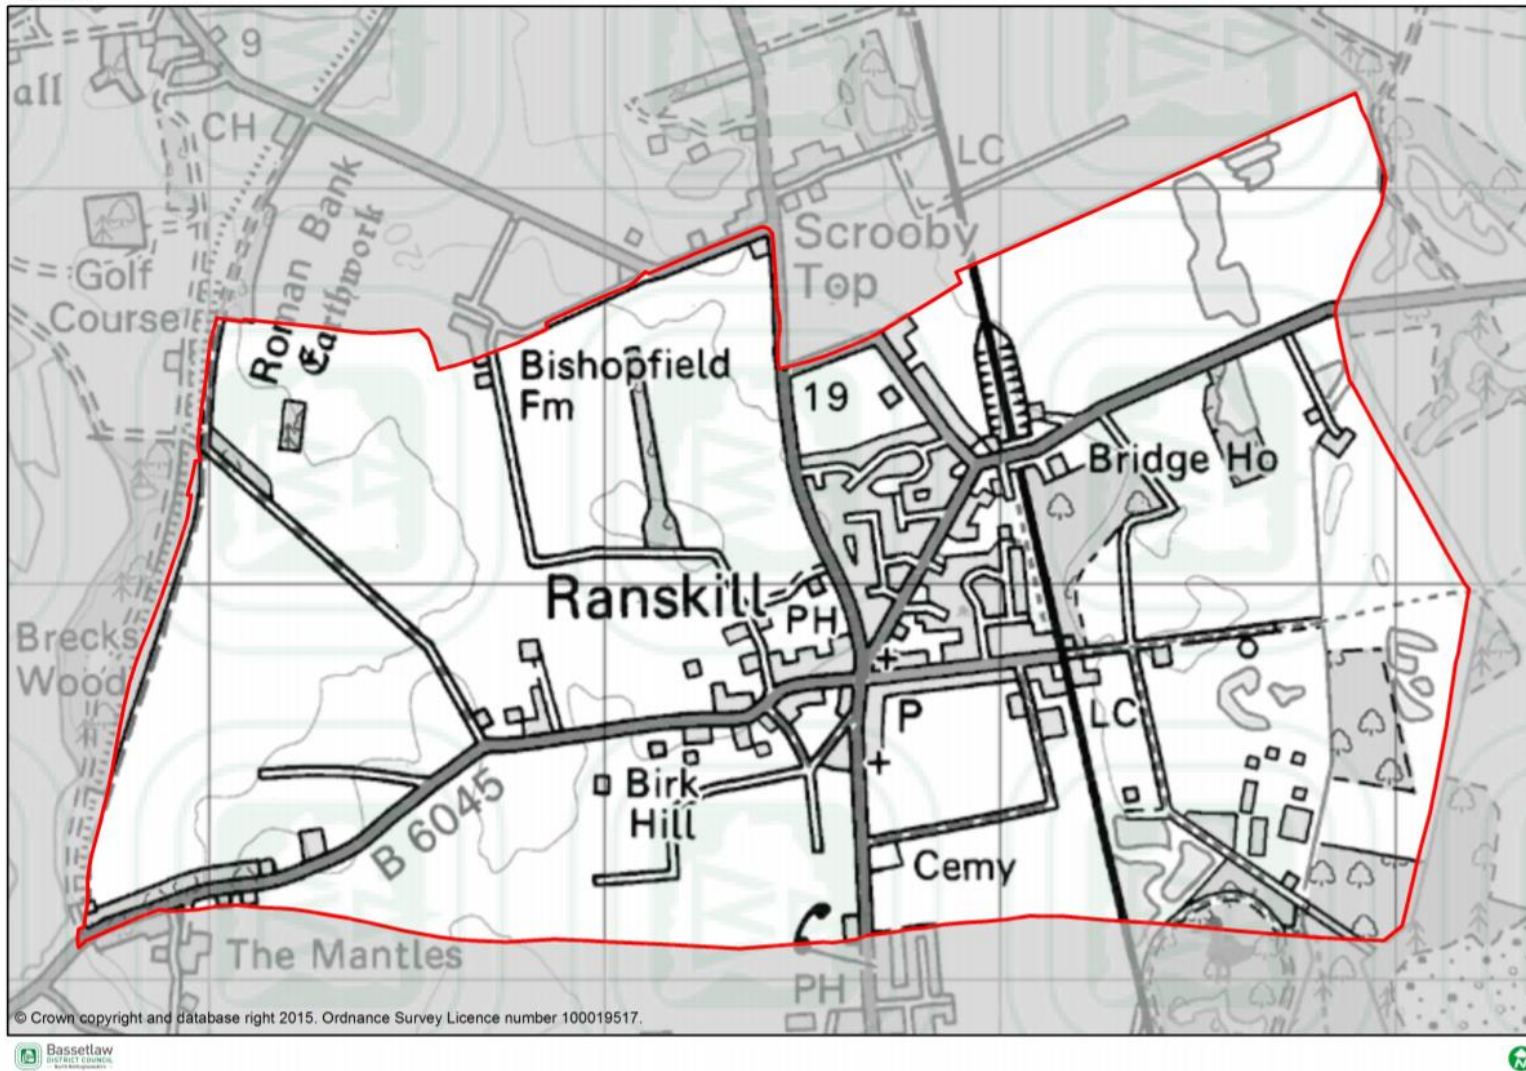 9
all
CH
LC
Roman Bank
Earthwork
Scrooby
Top
Golf
Course
Bishopfield
Fm
19
Bridge Ho
Ranskill
PH
Brecks
Wood
P
LC
Birk
Hill
B 6045
Cemy
The Mantles
PH
© Crown copyright and database right 2015. Ordnance Survey Licence number 100019517.
Bassetlaw
DISTRICT COUNCIL
N